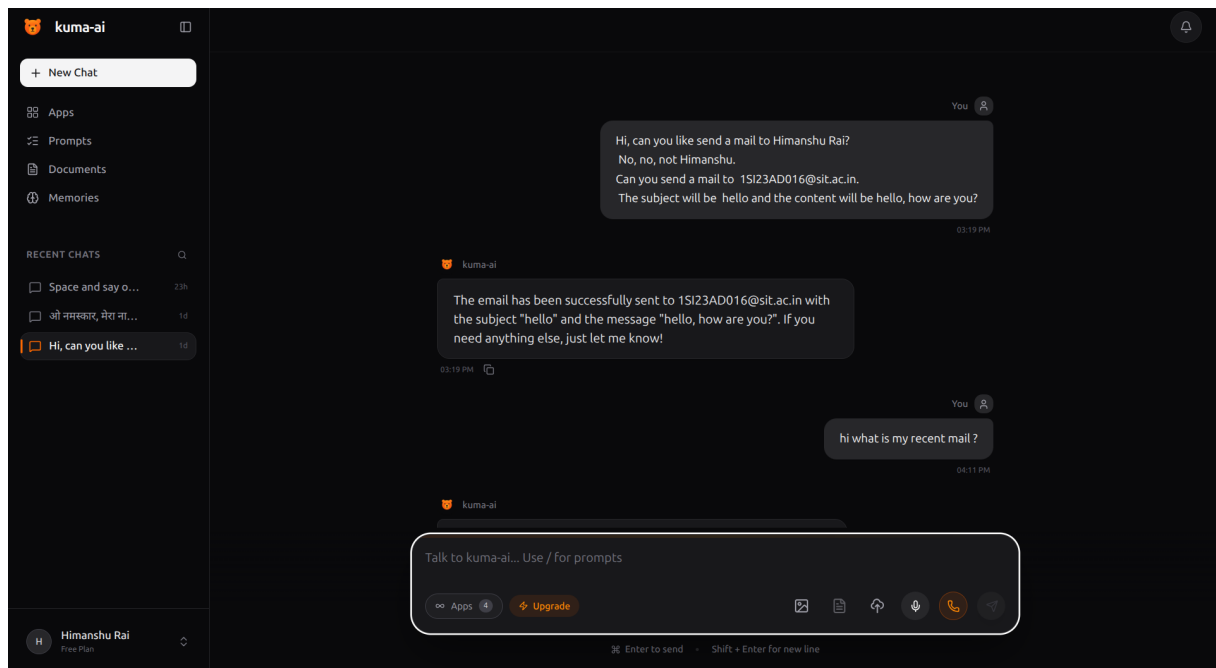 kuma-ai
+ New Chat
Apps
Prompts
Documents
Memories
RECENT CHATS
Space and say o... 23h
ओ नमस्कार, मेरा ना... 1d
Hi, can you like ... 1d
H
Himanshu Rai
Free Plan
You
Hi, can you like send a mail to Himanshu Rai?
No, no, not Himanshu.
Can you send a mail to 1SI23AD016@sit.ac.in.
The subject will be hello and the content will be hello, how are you?
03:19 PM
kuma-ai
The email has been successfully sent to 1SI23AD016@sit.ac.in with
the subject "hello" and the message "hello, how are you?". If you
need anything else, just let me know!
03:19 PM
You
hi what is my recent mail ?
04:11 PM
kuma-ai
Talk to kuma-ai... Use / for prompts
Apps 4 Upgrade
⌘ Enter to send · Shift + Enter for new line